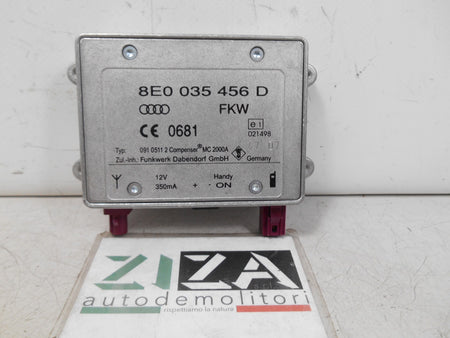 8E0 035 456 D
FKW
CE 0681
e1
021498
Typ: 091 0511 2 Compenser® MC 2000A
Zul.-Inh.: Funkwerk Dabendorf GmbH Germany
12V Handy
350mA + ON
ZIZA
autodemolitori
rispettiamo la natura